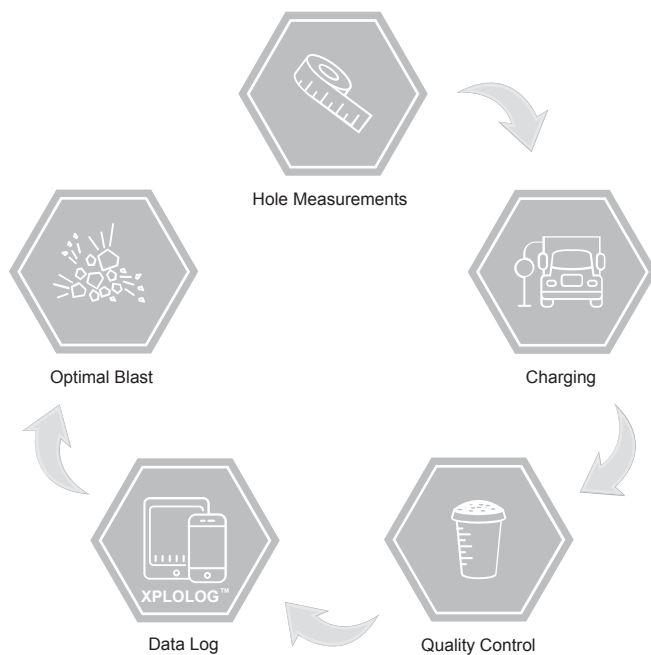 Hole Measurements
Charging
Quality Control
XPLOLOG™
Data Log
Optimal Blast